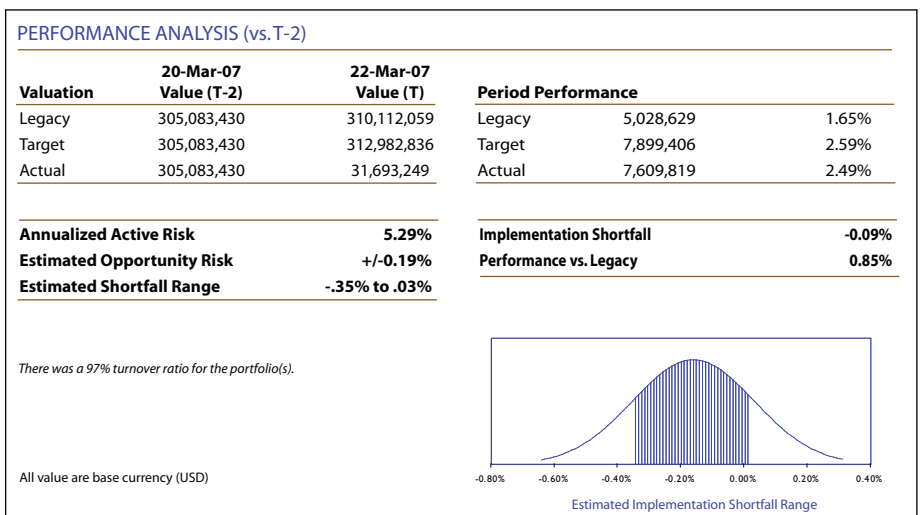 PERFORMANCE ANALYSIS (vs. T-2)
20-Mar-07 22-Mar-07
Valuation Value (T-2) Value (T) Period Performance
Legacy 305,083,430 310,112,059 Legacy 5,028,629 1.65%
Target 305,083,430 312,982,836 Target 7,899,406 2.59%
Actual 305,083,430 31,693,249 Actual 7,609,819 2.49%
Annualized Active Risk 5.29% Implementation Shortfall -0.09%
Estimated Opportunity Risk +/-0.19% Performance vs. Legacy 0.85%
Estimated Shortfall Range -.35% to .03%
There was a 97% turnover ratio for the portfolio(s).
All value are base currency (USD)
-0.80% -0.60% -0.40% -0.20% 0.00% 0.20% 0.40%
Estimated Implementation Shortfall Range